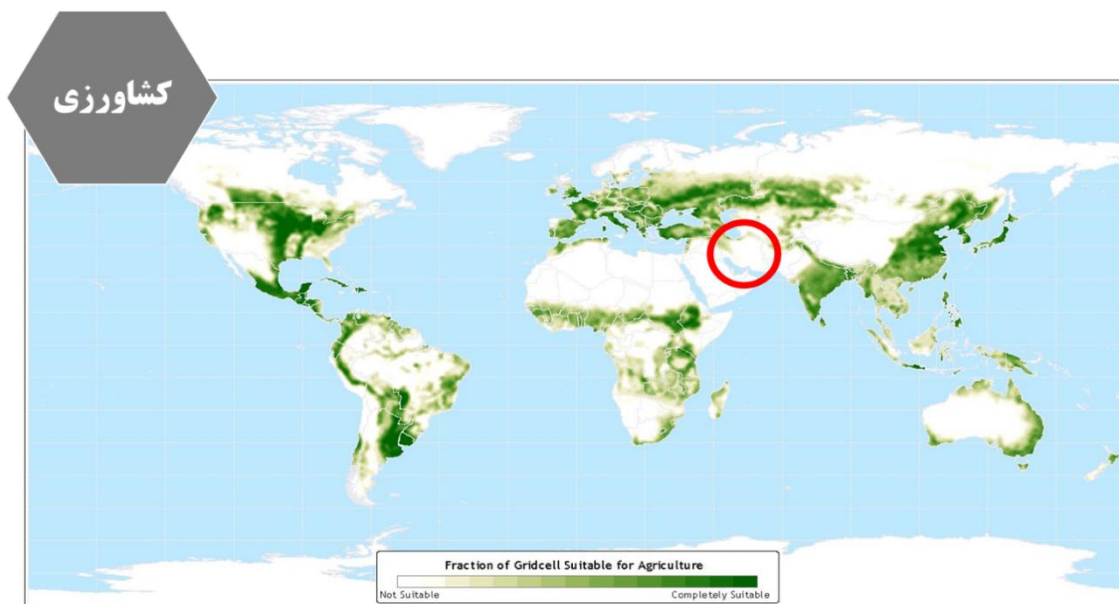 کشاورزی
Fraction of Gridcell Suitable for Agriculture
Not Suitable
Completely Suitable